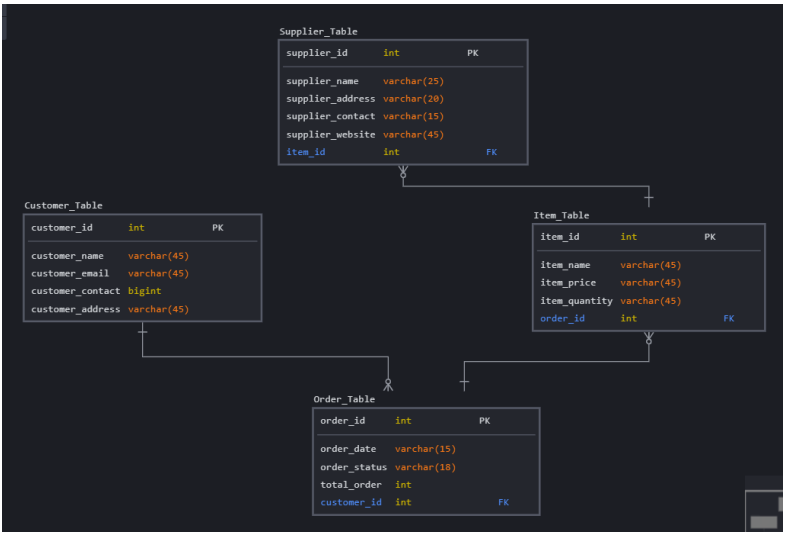 Supplier_Table
supplier_id int PK
supplier_name varchar(25)
supplier_address varchar(20)
supplier_contact varchar(15)
supplier_website varchar(45)
item_id int FK
Customer_Table
customer_id int PK
customer_name varchar(45)
customer_email varchar(45)
customer_contact bigint
customer_address varchar(45)
Item_Table
item_id int PK
item_name varchar(45)
item_price varchar(45)
item_quantity varchar(45)
order_id int FK
Order_Table
order_id int PK
order_date varchar(15)
order_status varchar(18)
total_order int
customer_id int FK